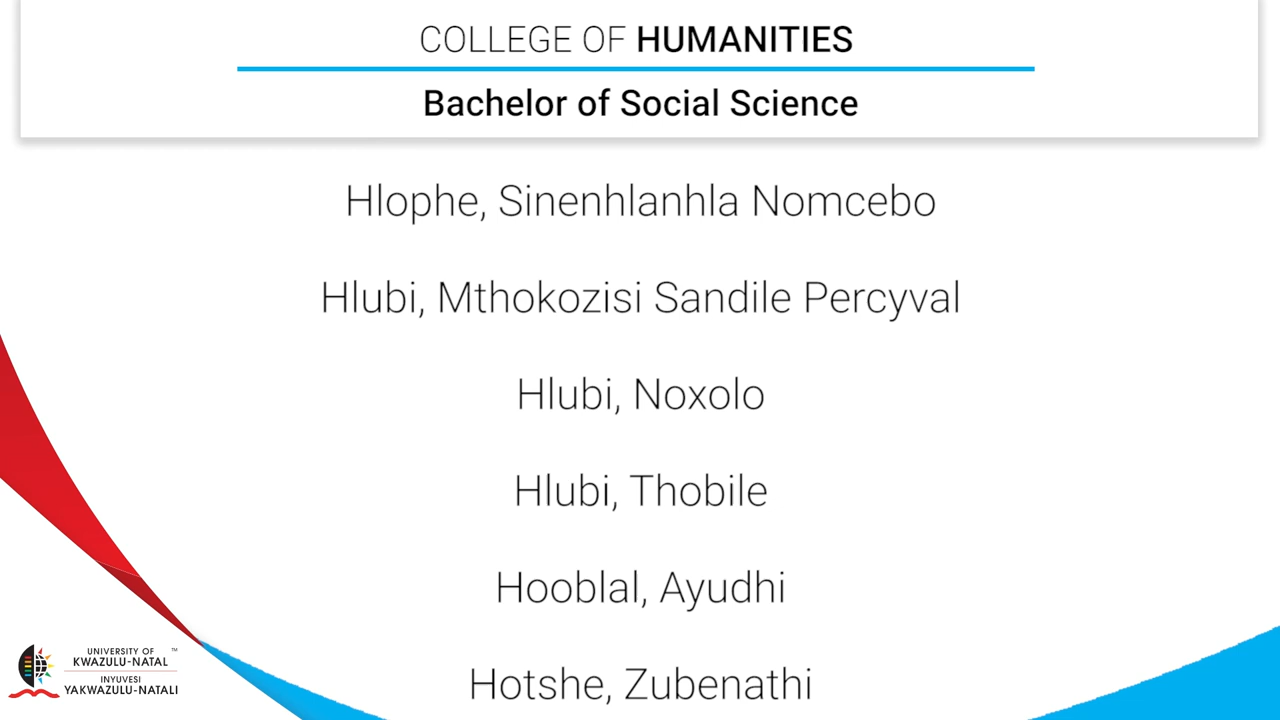 COLLEGE OF HUMANITIES
Bachelor of Social Science
Hlophe, Sinenhlanhla Nomcebo
Hlubi, Mthokozisi Sandile Percyval
Hlubi, Noxolo
Hlubi, Thobile
Hooblal, Ayudhi
Hotshe, Zubenathi
UNIVERSITY OF ™
KWAZULU-NATAL
INYUVESI
YAKWAZULU-NATALI